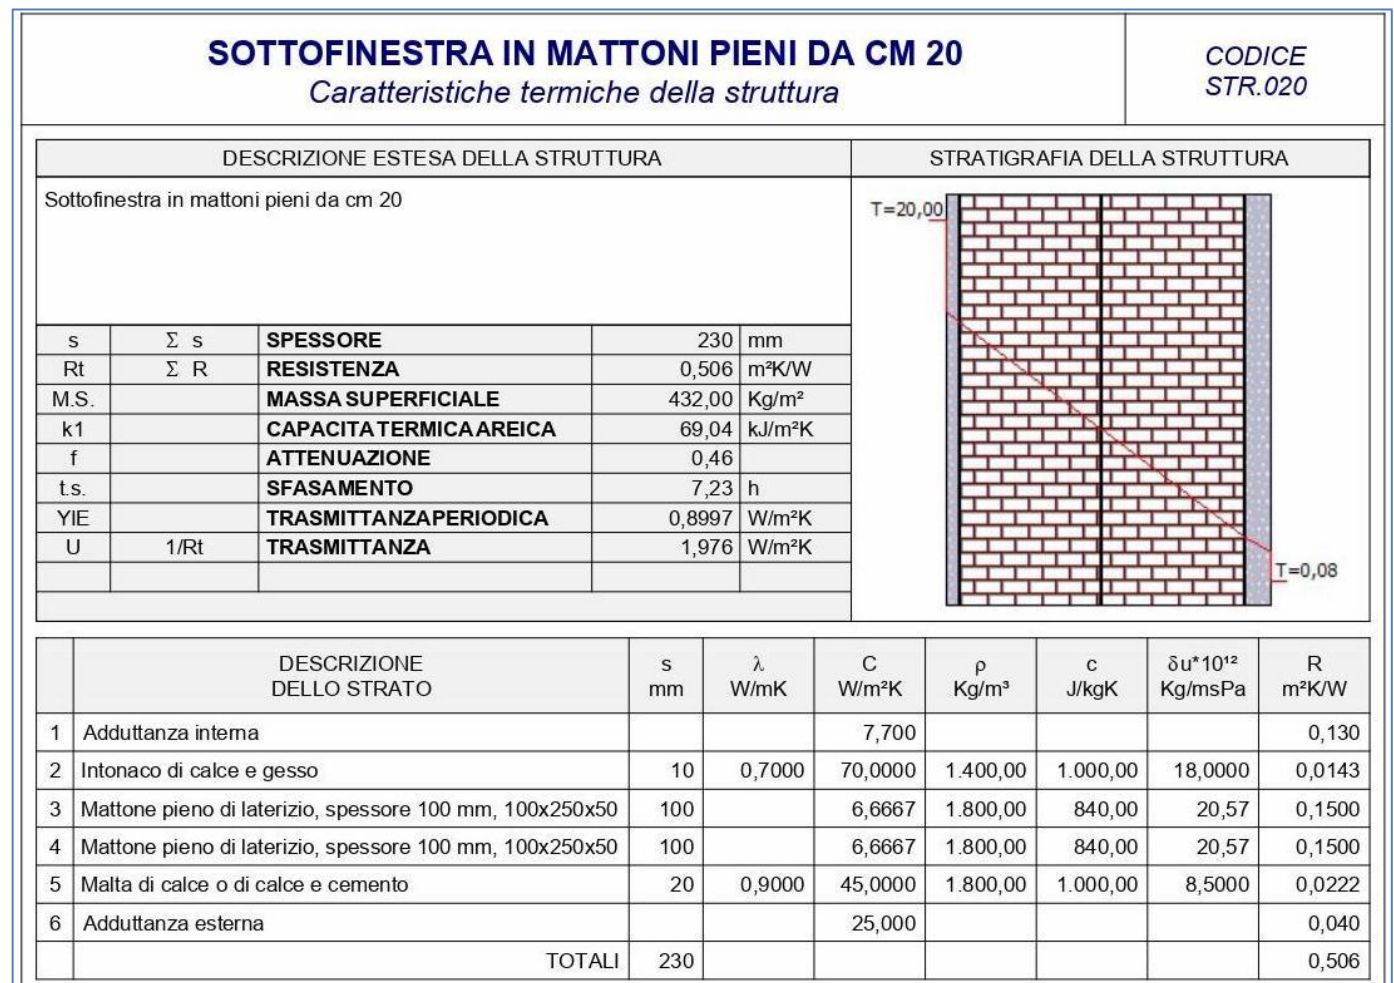 SOTTOFINESTRA IN MATTONI PIENI DA CM 20
Caratteristiche termiche della struttura
CODICE
STR.020
DESCRIZIONE ESTESA DELLA STRUTTURA
STRATIGRAFIA DELLA STRUTTURA
Sottofinestra in mattoni pieni da cm 20
T=20,00
T=0,08
s Σ s SPESSORE 230 mm
Rt Σ R RESISTENZA 0,506 m²K/W
M.S. MASSA SUPERFICIALE 432,00 Kg/m²
k1 CAPACITA TERMICA AREICA 69,04 kJ/m²K
f ATTENUAZIONE 0,46
t.s. SFASAMENTO 7,23 h
YIE TRASMITTANZA PERIODICA 0,8997 W/m²K
U 1/Rt TRASMITTANZA 1,976 W/m²K
DESCRIZIONE s λ C ρ c δu*10¹² R
DELLO STRATO mm W/mK W/m²K Kg/m³ J/kgK Kg/msPa m²K/W
1 Adduttanza interna 7,700 0,130
2 Intonaco di calce e gesso 10 0,7000 70,0000 1.400,00 1.000,00 18,0000 0,0143
3 Mattone pieno di laterizio, spessore 100 mm, 100x250x50 100 6,6667 1.800,00 840,00 20,57 0,1500
4 Mattone pieno di laterizio, spessore 100 mm, 100x250x50 100 6,6667 1.800,00 840,00 20,57 0,1500
5 Malta di calce o di calce e cemento 20 0,9000 45,0000 1.800,00 1.000,00 8,5000 0,0222
6 Adduttanza esterna 25,000 0,040
TOTALI 230 0,506